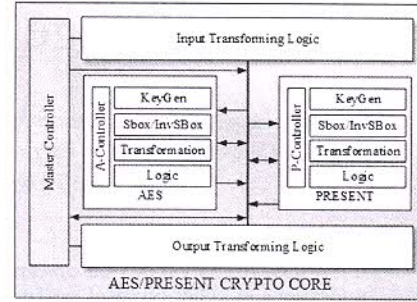 Input Transforming Logic
Master Controller
A-Controller
KeyGen
Sbox/InvSBox
Transformation
Logic
AES
P-Controller
KeyGen
Sbox/InvSBox
Transformation
Logic
PRESENT
Output Transforming Logic
AES/PRESENT CRYPTO CORE